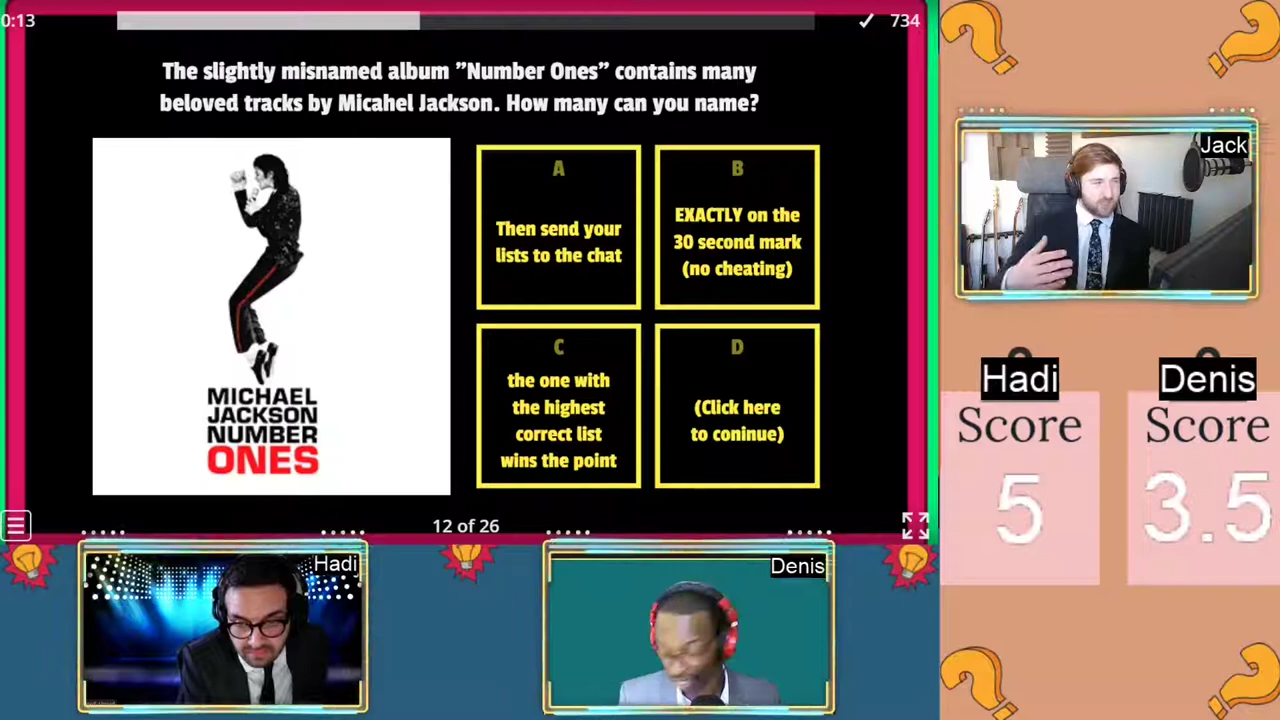 0:13
734
The slightly misnamed album "Number Ones" contains many
beloved tracks by Micahel Jackson. How many can you name?
MICHAEL
JACKSON
NUMBER
ONES
A
Then send your
lists to the chat
B
EXACTLY on the
30 second mark
(no cheating)
C
the one with
the highest
correct list
wins the point
D
(Click here
to coninue)
12 of 26
Jack
Hadi
Score
5
Denis
Score
3.5
Hadi
Denis